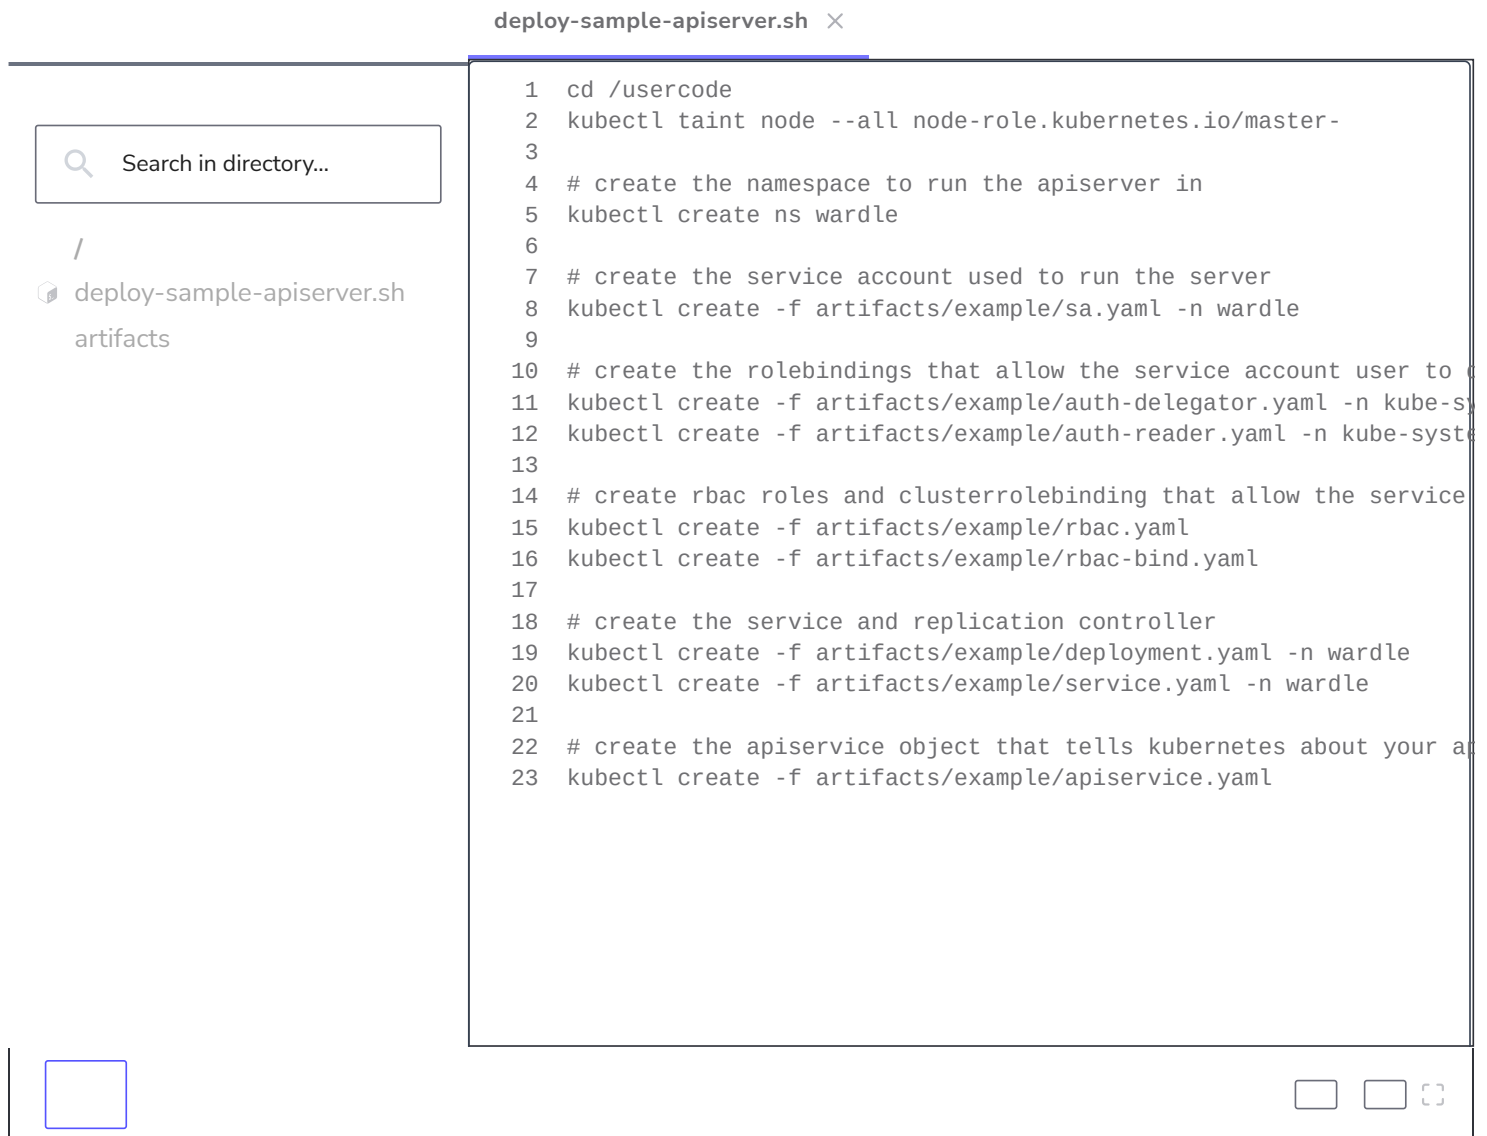 deploy-sample-apiserver.sh
Search in directory...
/
deploy-sample-apiserver.sh
artifacts
1 cd /usercode
2 kubectl taint node --all node-role.kubernetes.io/master-
3
4 # create the namespace to run the apiserver in
5 kubectl create ns wardle
6
7 # create the service account used to run the server
8 kubectl create -f artifacts/example/sa.yaml -n wardle
9
10 # create the rolebindings that allow the service account user to
11 kubectl create -f artifacts/example/auth-delegator.yaml -n kube-sy
12 kubectl create -f artifacts/example/auth-reader.yaml -n kube-syste
13
14 # create rbac roles and clusterrolebinding that allow the service
15 kubectl create -f artifacts/example/rbac.yaml
16 kubectl create -f artifacts/example/rbac-bind.yaml
17
18 # create the service and replication controller
19 kubectl create -f artifacts/example/deployment.yaml -n wardle
20 kubectl create -f artifacts/example/service.yaml -n wardle
21
22 # create the apiservice object that tells kubernetes about your ap
23 kubectl create -f artifacts/example/apiservice.yaml